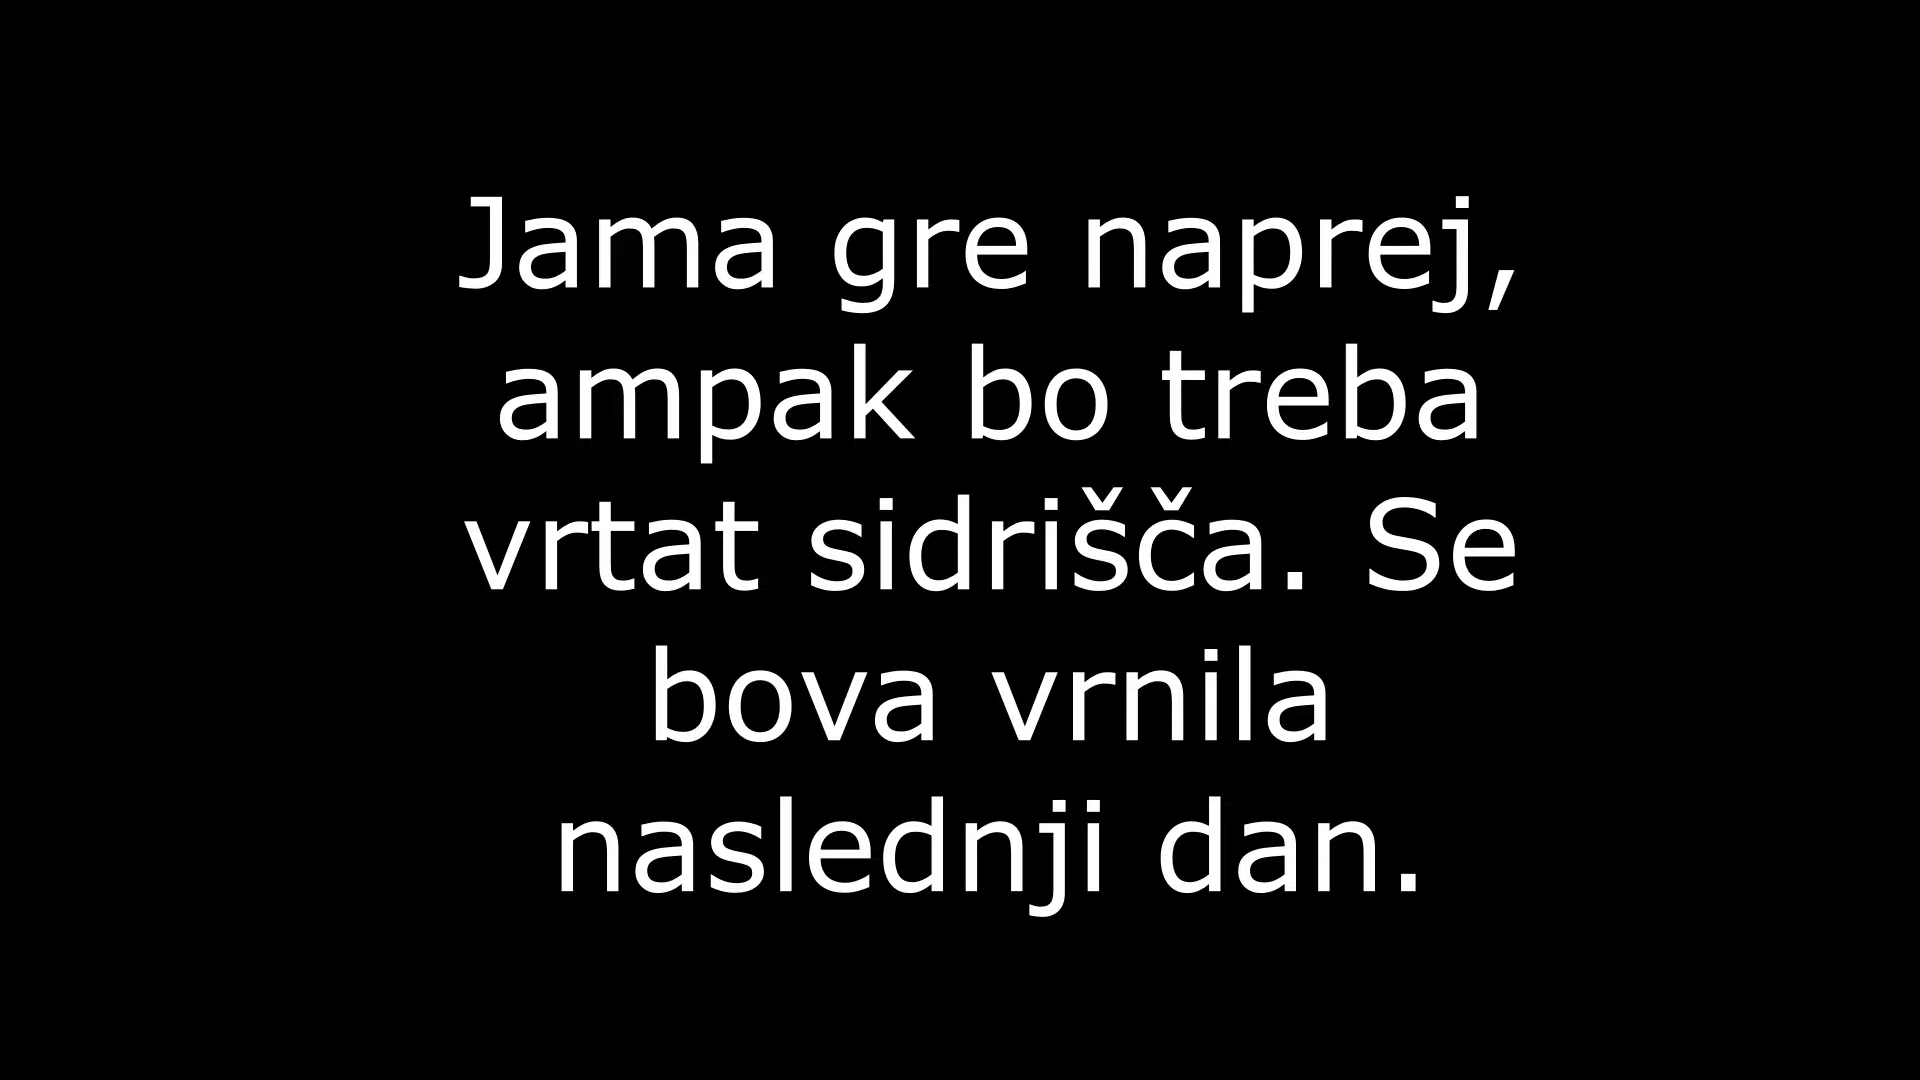 Jama gre naprej,
ampak bo treba
vrtat sidrišča. Se
bova vrnila
naslednji dan.